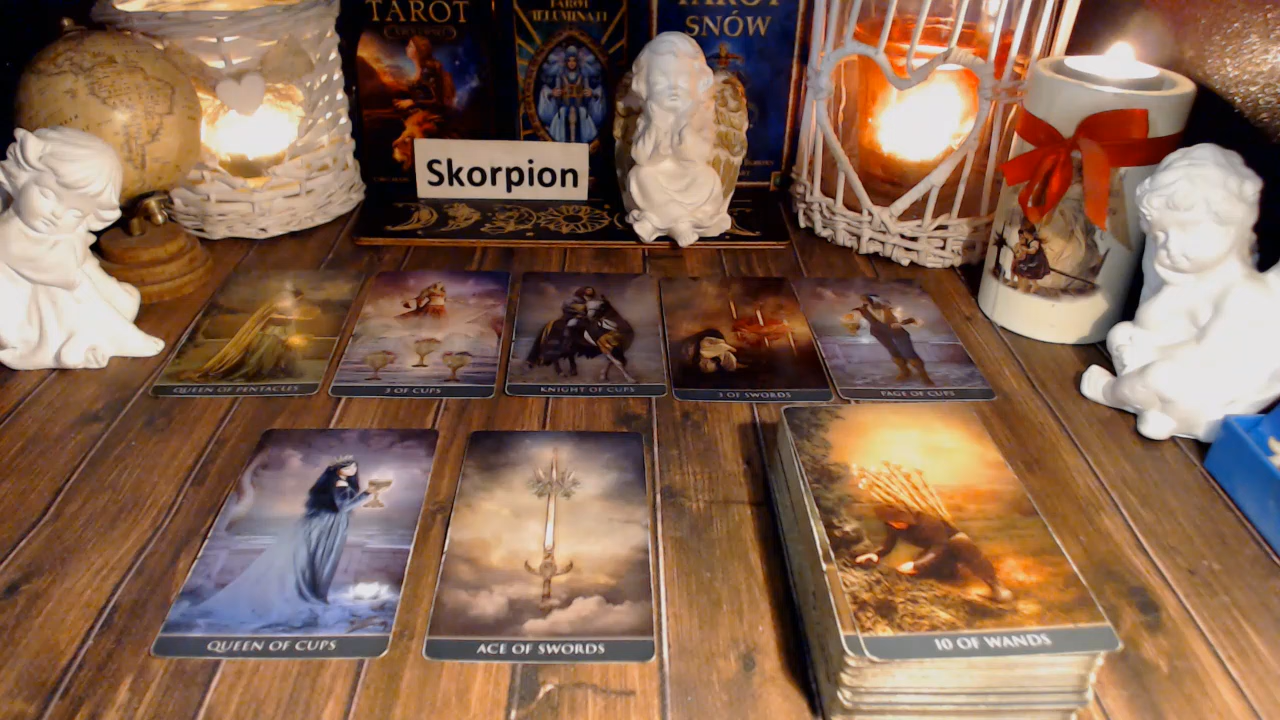 TAROT
TAROT
ILLUMINATI
TAROT
SNÓW
Skorpion
QUEEN OF PENTACLES
3 OF CUPS
KNIGHT OF CUPS
3 OF SWORDS
PAGE OF CUPS
QUEEN OF CUPS
ACE OF SWORDS
10 OF WANDS